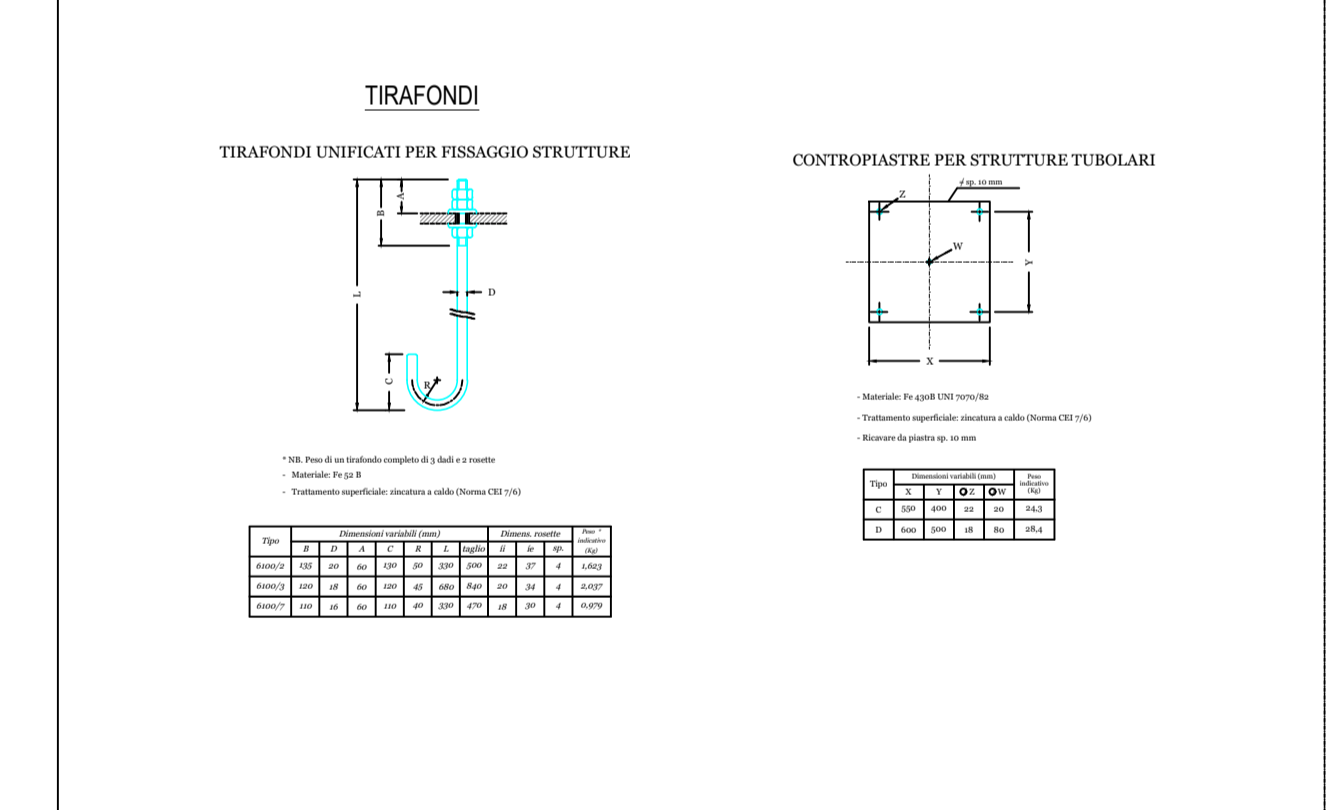 TIRAFONDI
TIRAFONDI UNIFICATI PER FISSAGGIO STRUTTURE
A
B
L
D
C
R
* NB. Peso di un tirafondo completo di 3 dadi e 2 rosette
- Materiale: Fe 52 B
- Trattamento superficiale: zincatura a caldo (Norma CEI 7/6)
Tipo Dimensioni variabili (mm) Dimens. rosette Peso * indicativo (Kg)
B D A C R L taglio ii ie sp.
6100/2 135 20 60 130 50 330 500 22 37 4 1,623
6100/3 120 18 60 120 45 680 840 20 34 4 2,037
6100/7 110 16 60 110 40 330 470 18 30 4 0,979
CONTROPIASTRE PER STRUTTURE TUBOLARI
sp. 10 mm
Z
W
Y
X
- Materiale: Fe 430B UNI 7070/82
- Trattamento superficiale: zincatura a caldo (Norma CEI 7/6)
- Ricavare da piastra sp. 10 mm
Tipo Dimensioni variabili (mm) Peso indicativo (Kg)
X Y Z W
C 550 400 22 20 24,3
D 600 500 18 80 28,4